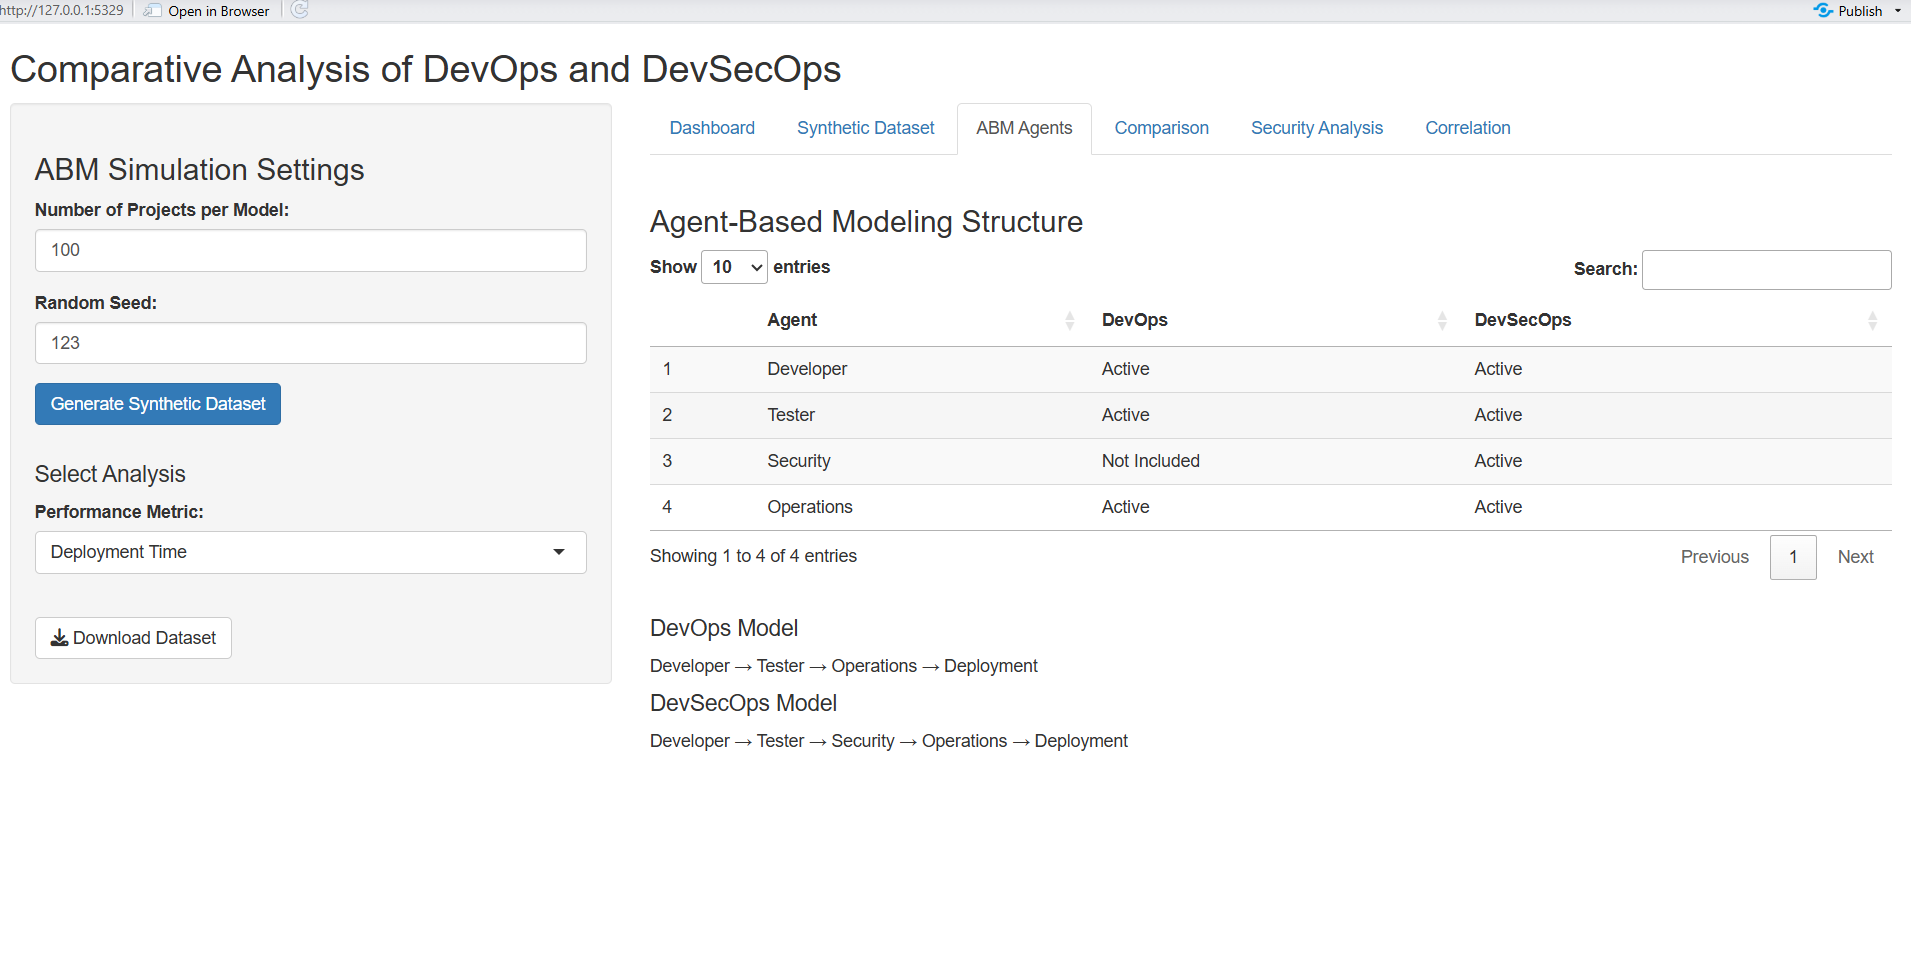 http://127.0.0.1:5329 Open in Browser Publish
Comparative Analysis of DevOps and DevSecOps
ABM Simulation Settings
Number of Projects per Model:
100
Random Seed:
123
Generate Synthetic Dataset
Select Analysis
Performance Metric:
Deployment Time
Download Dataset
Dashboard Synthetic Dataset ABM Agents Comparison Security Analysis Correlation
Agent-Based Modeling Structure
Show 10 entries Search:
Agent DevOps DevSecOps
1 Developer Active Active
2 Tester Active Active
3 Security Not Included Active
4 Operations Active Active
Showing 1 to 4 of 4 entries Previous 1 Next
DevOps Model
Developer → Tester → Operations → Deployment
DevSecOps Model
Developer → Tester → Security → Operations → Deployment